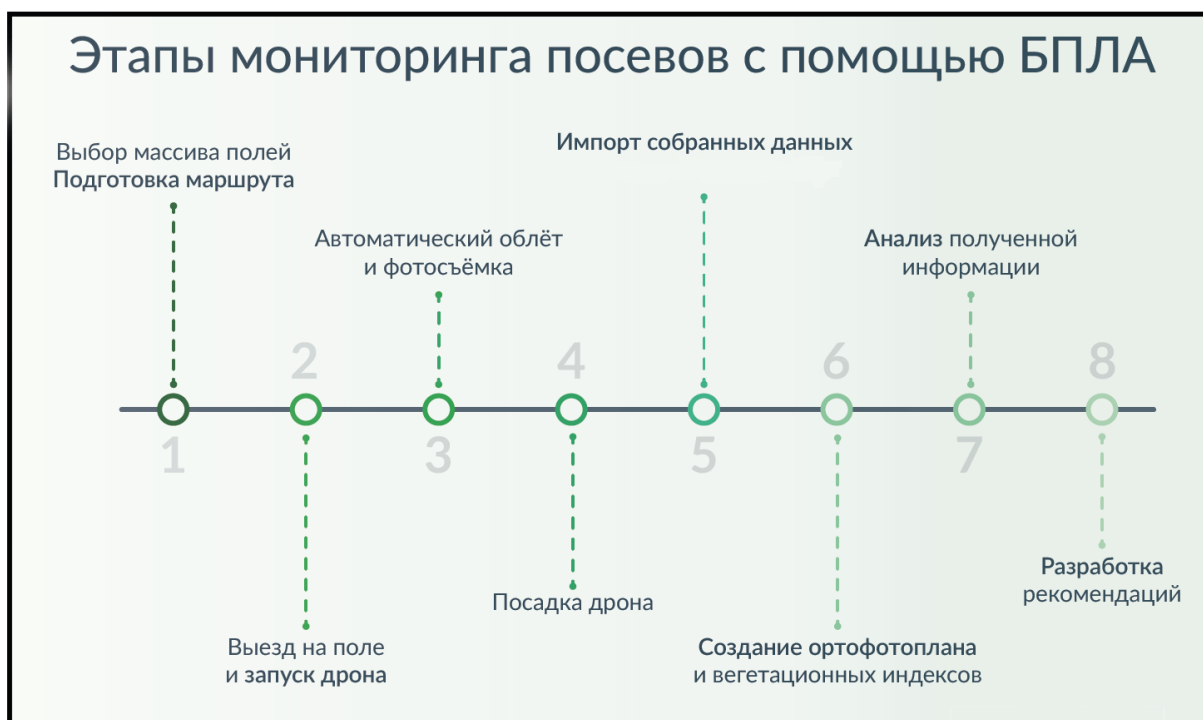 Этапы мониторинга посевов с помощью БПЛА
Выбор массива полей
Подготовка маршрута
1
2
Выезд на поле
и запуск дрона
Автоматический облёт
и фотосъёмка
3
4
Посадка дрона
Импорт собранных данных
5
6
Создание ортофотоплана
и вегетационных индексов
Анализ полученной
информации
7
8
Разработка
рекомендаций